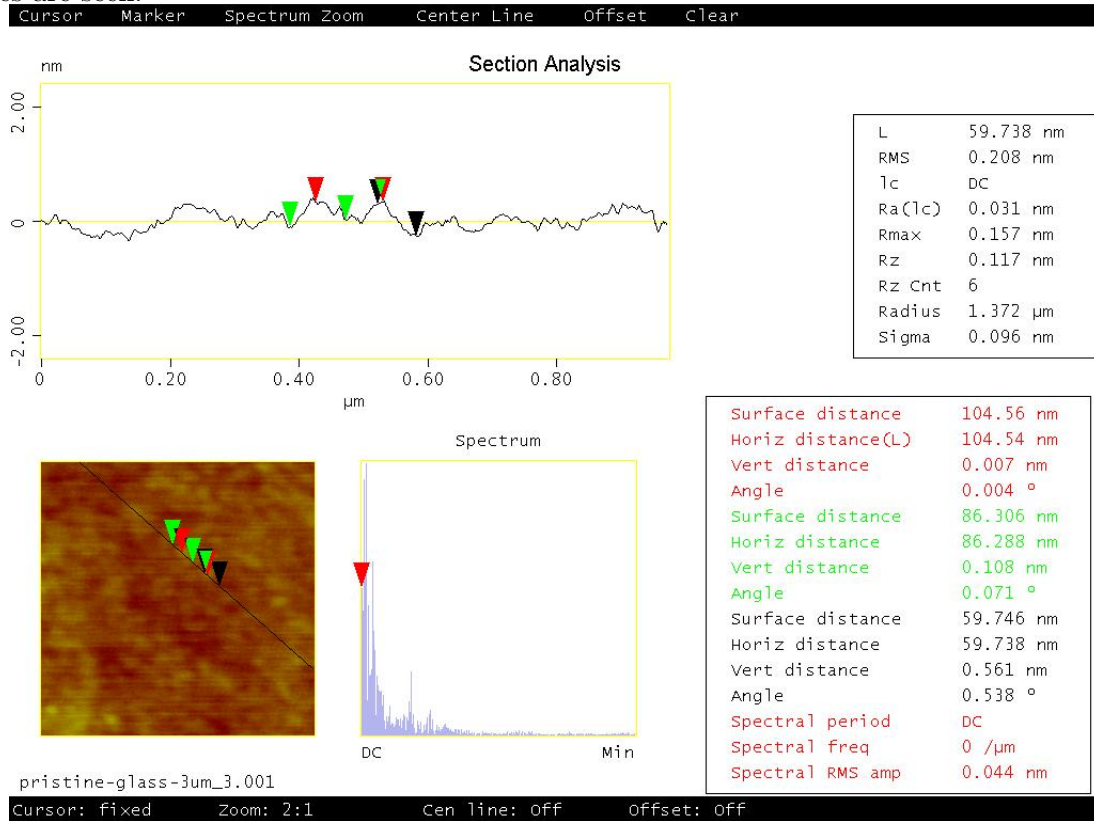 es are seen.
Cursor Marker Spectrum Zoom Center Line Offset Clear
nm
Section Analysis
2.00
0
-2.00
0 0.20 0.40 0.60 0.80
µm
L 59.738 nm
RMS 0.208 nm
lc DC
Ra(lc) 0.031 nm
Rmax 0.157 nm
Rz 0.117 nm
Rz Cnt 6
Radius 1.372 µm
Sigma 0.096 nm
Spectrum
DC Min
Surface distance 104.56 nm
Horiz distance(L) 104.54 nm
Vert distance 0.007 nm
Angle 0.004 °
Surface distance 86.306 nm
Horiz distance 86.288 nm
Vert distance 0.108 nm
Angle 0.071 °
Surface distance 59.746 nm
Horiz distance 59.738 nm
Vert distance 0.561 nm
Angle 0.538 °
Spectral period DC
Spectral freq 0 /µm
Spectral RMS amp 0.044 nm
pristine-glass-3um_3.001
Cursor: fixed Zoom: 2:1 Cen line: Off Offset: Off